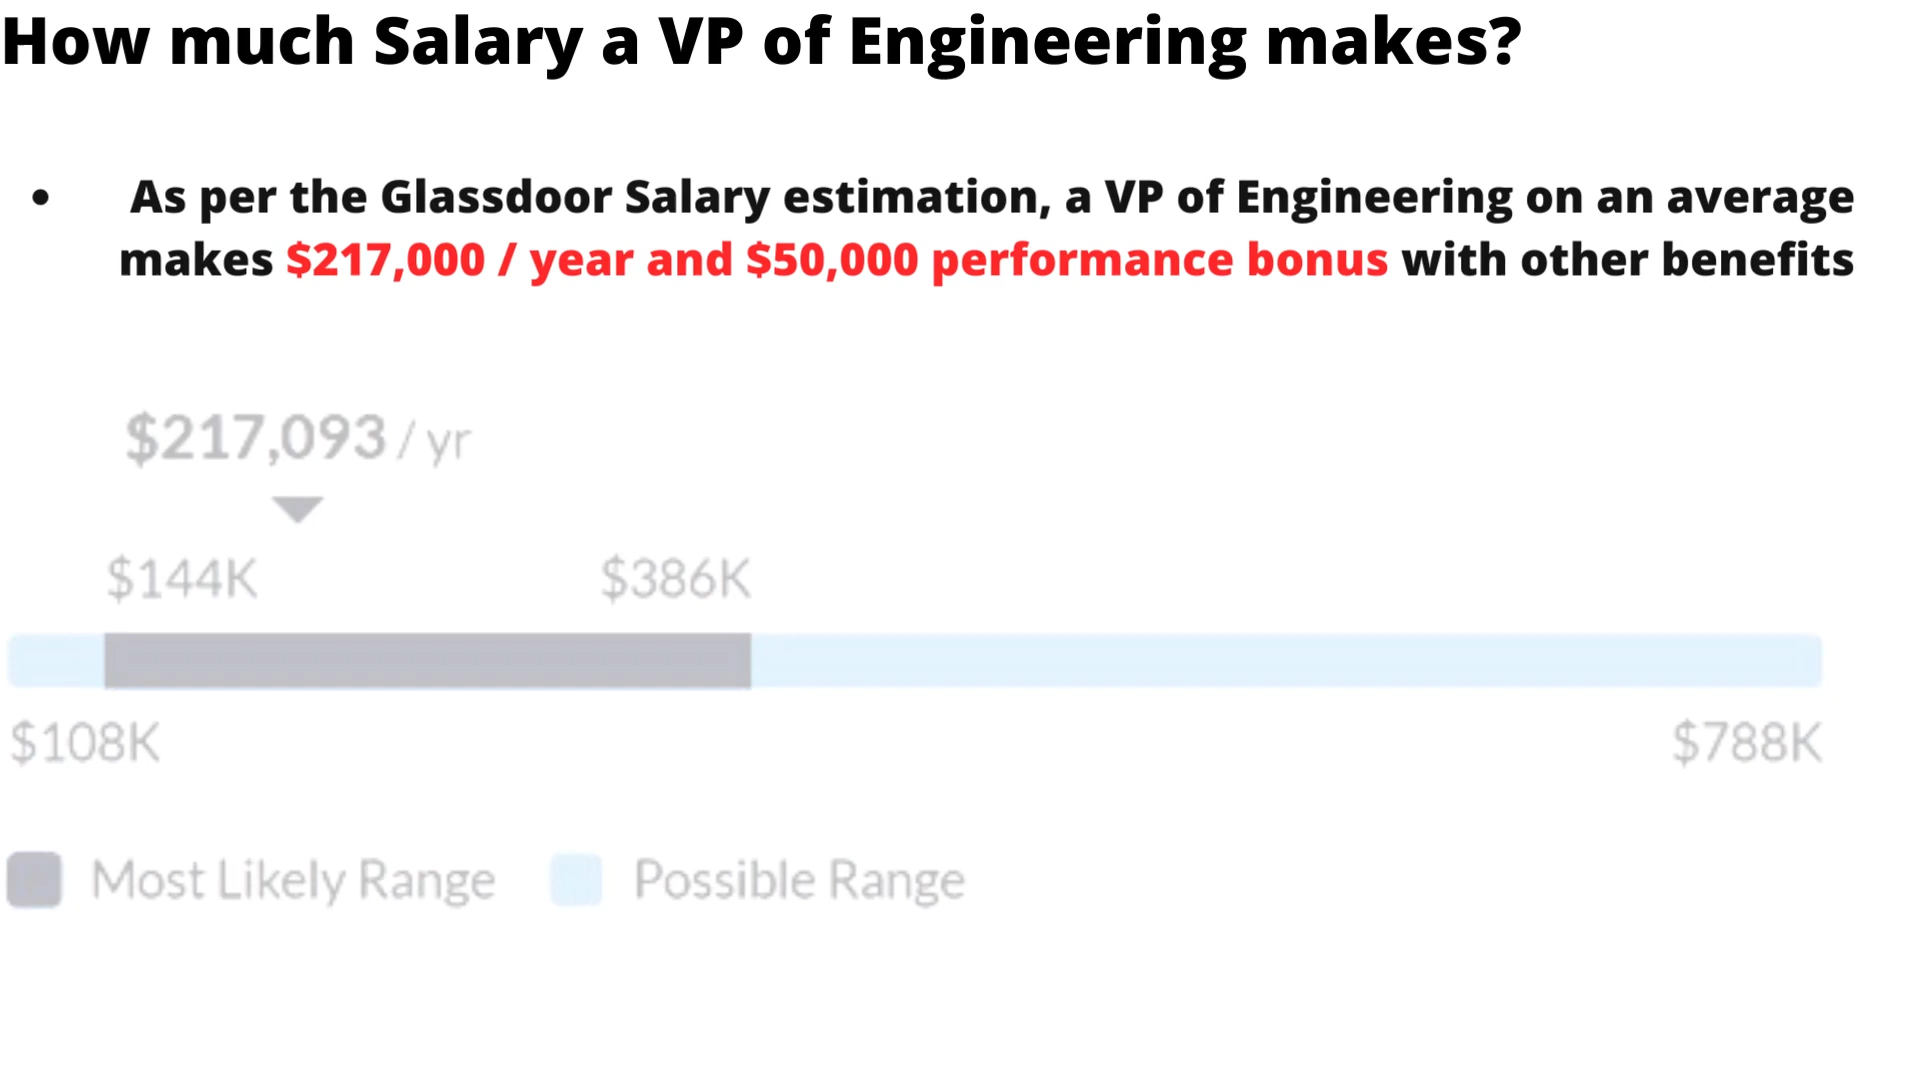 How much Salary a VP of Engineering makes?
• As per the Glassdoor Salary estimation, a VP of Engineering on an average
makes $217,000 / year and $50,000 performance bonus with other benefits
$217,093 / yr
$144K $386K
$108K $788K
Most Likely Range Possible Range